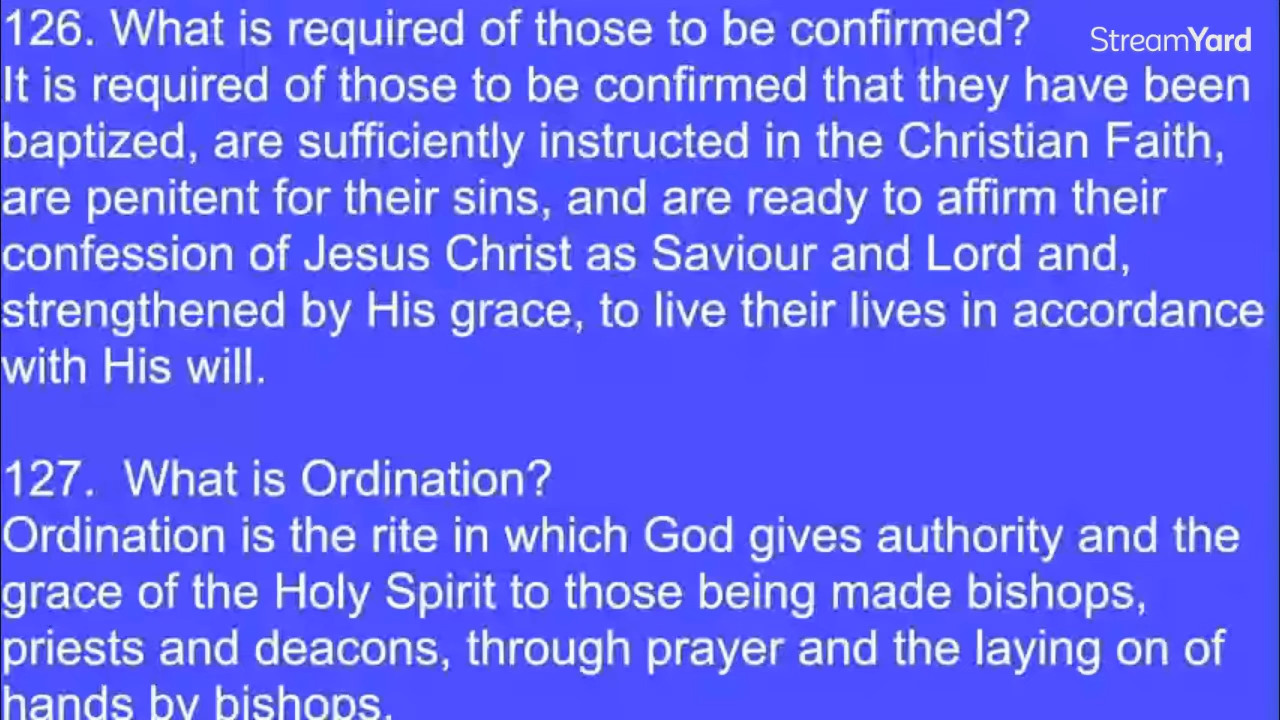 126. What is required of those to be confirmed?
StreamYard
It is required of those to be confirmed that they have been
baptized, are sufficiently instructed in the Christian Faith,
are penitent for their sins, and are ready to affirm their
confession of Jesus Christ as Saviour and Lord and,
strengthened by His grace, to live their lives in accordance
with His will.
127.  What is Ordination?
Ordination is the rite in which God gives authority and the
grace of the Holy Spirit to those being made bishops,
priests and deacons, through prayer and the laying on of
hands by bishops.